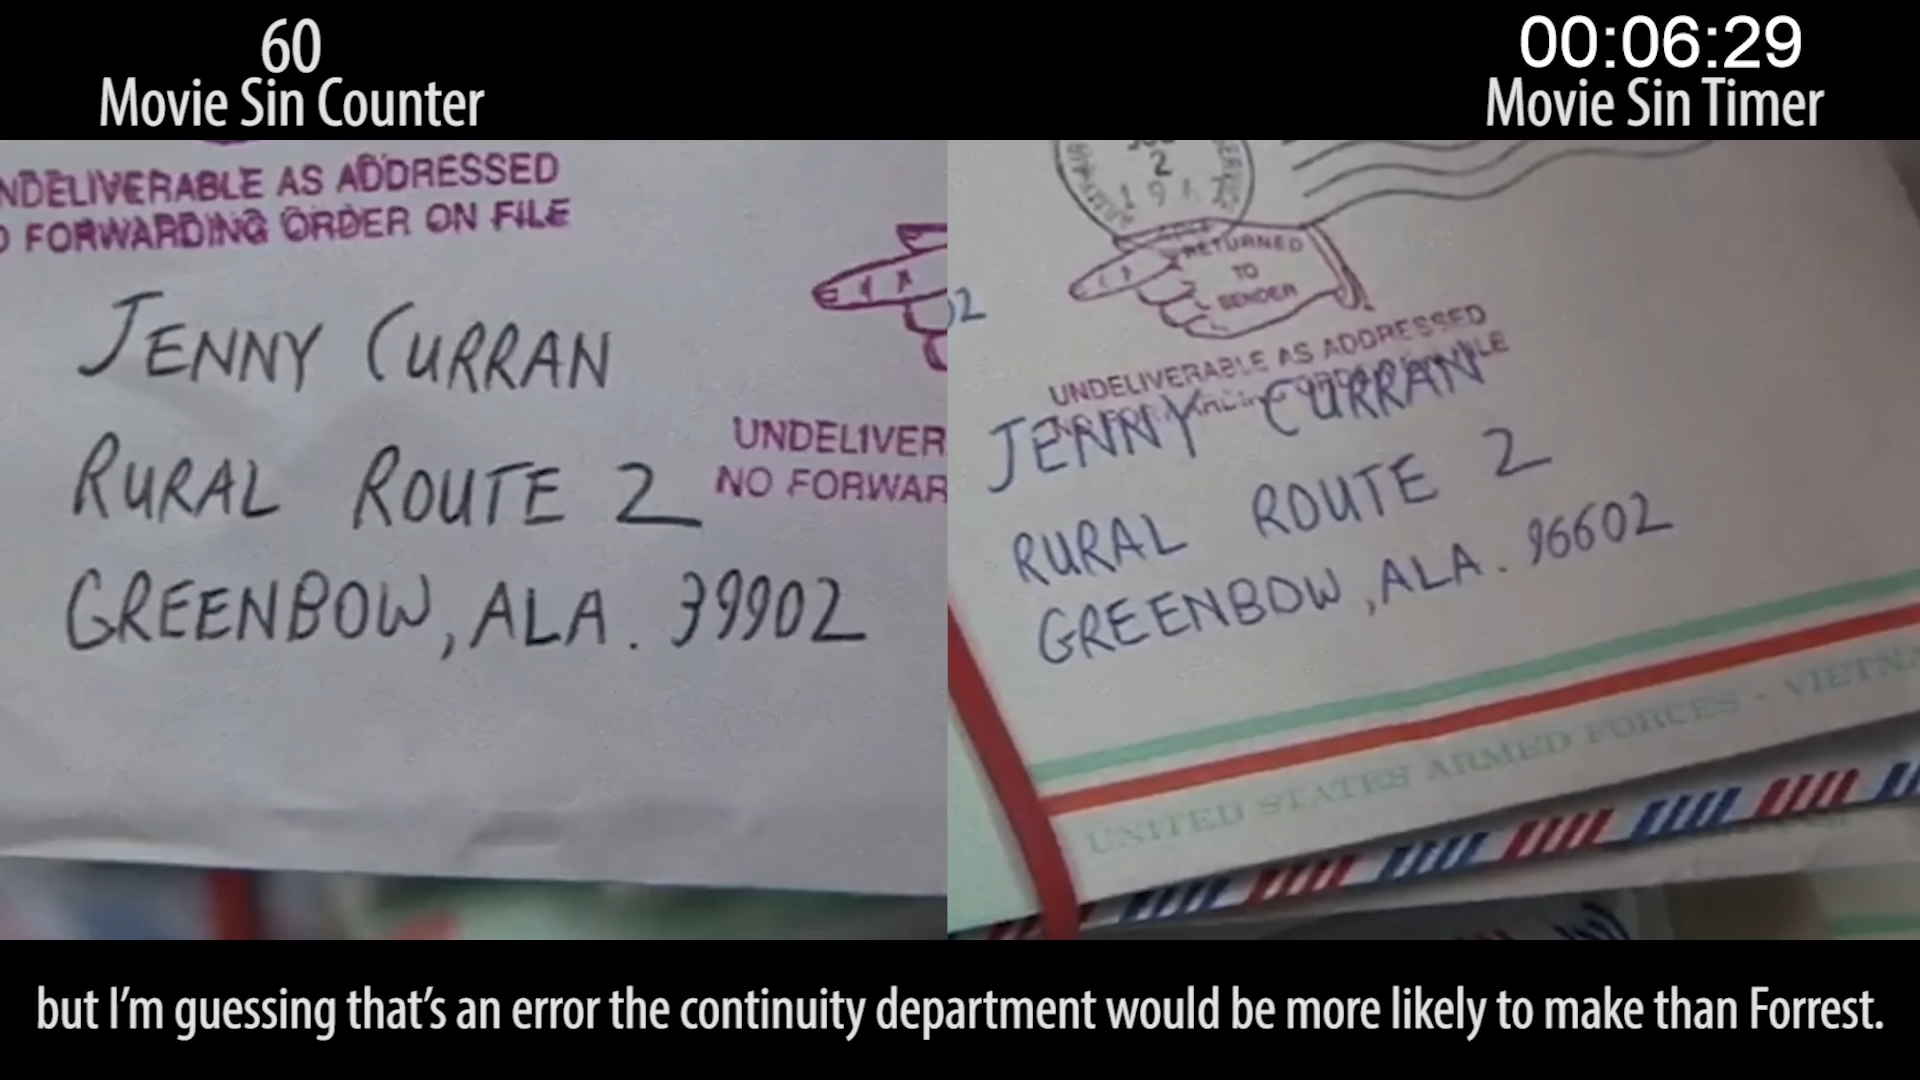 60
Movie Sin Counter
00:06:29
Movie Sin Timer
NDELIVERABLE AS ADDRESSED
FORWARDING ORDER ON FILE
JENNY CURRAN
RURAL ROUTE 2
GREENBOW, ALA. 39902
UNDELIVER
NO FORWAR
2
196
RETURNED
TO
SENDER
UNDELIVERABLE AS ADDRESSED
JENNY CURRAN
RURAL ROUTE 2
GREENBOW, ALA. 96602
UNITED STATES ARMED FORCES - VIETNA
but I'm guessing that's an error the continuity department would be more likely to make than Forrest.